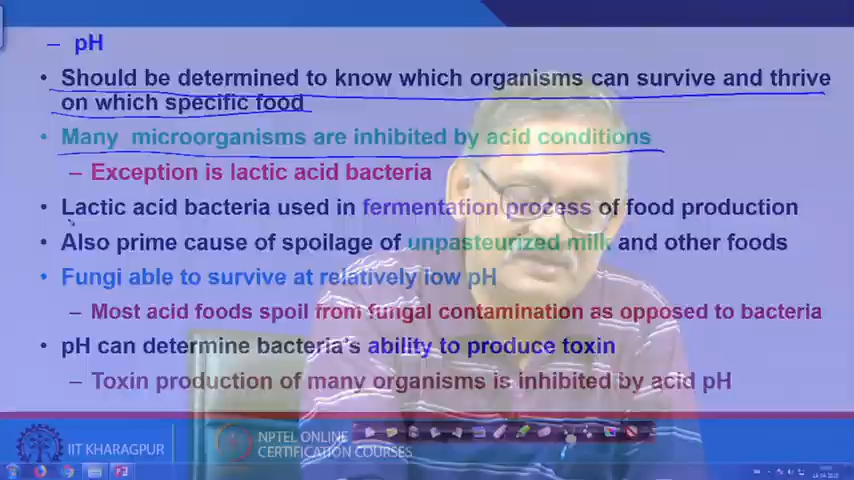 – pH
• Should be determined to know which organisms can survive and thrive
on which specific food
• Many microorganisms are inhibited by acid conditions
– Exception is lactic acid bacteria
• Lactic acid bacteria used in fermentation process of food production
• Also prime cause of spoilage of unpasteurized milk and other foods
• Fungi able to survive at relatively low pH
– Most acid foods spoil from fungal contamination as opposed to bacteria
• pH can determine bacteria's ability to produce toxin
– Toxin production of many organisms is inhibited by acid pH
IIT KHARAGPUR
NPTEL ONLINE
CERTIFICATION COURSES